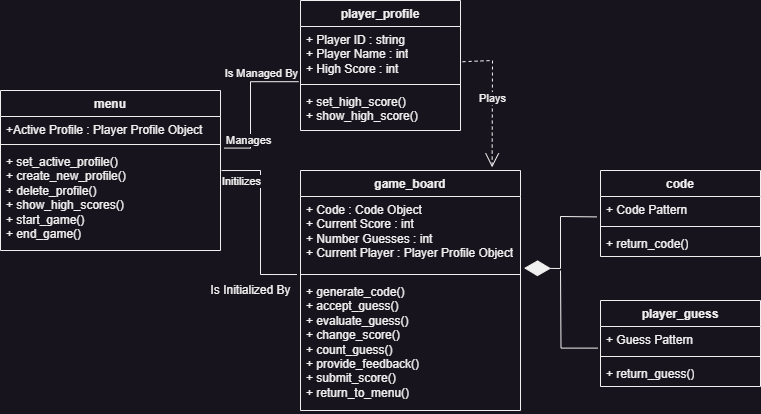 player_profile
+ Player ID : string
+ Player Name : int
+ High Score : int
+ set_high_score()
+ show_high_score()
Is Managed By
Manages
Plays
menu
+Active Profile : Player Profile Object
+ set_active_profile()
+ create_new_profile()
+ delete_profile()
+ show_high_scores()
+ start_game()
+ end_game()
Initilizes
Is Initialized By
game_board
+ Code : Code Object
+ Current Score : int
+ Number Guesses : int
+ Current Player : Player Profile Object
+ generate_code()
+ accept_guess()
+ evaluate_guess()
+ change_score()
+ count_guess()
+ provide_feedback()
+ submit_score()
+ return_to_menu()
code
+ Code Pattern
+ return_code()
player_guess
+ Guess Pattern
+ return_guess()